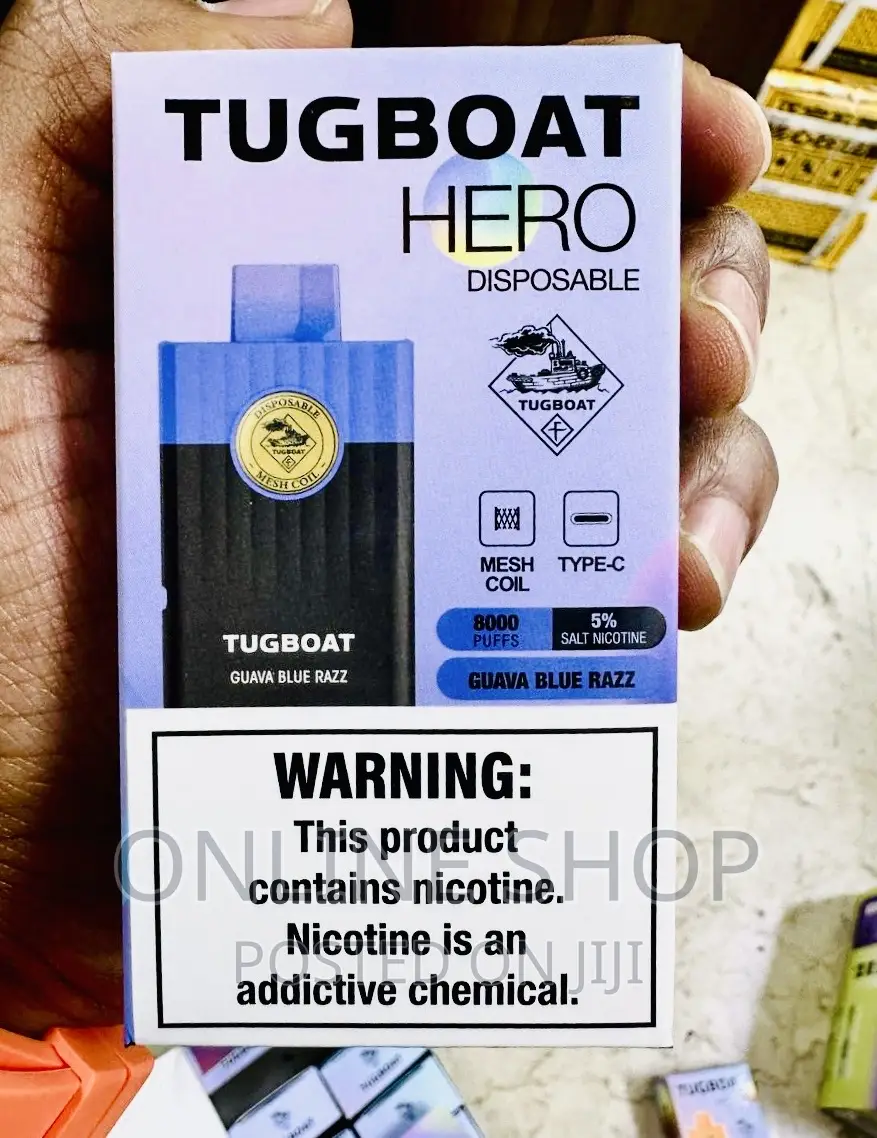 TUGBOAT
HERO
DISPOSABLE
DISPOSABLE
TUGBOAT
MESH COIL
TUGBOAT
MESH
COIL
TYPE-C
TUGBOAT
GUAVA BLUE RAZZ
8000
PUFFS
5%
SALT NICOTINE
GUAVA BLUE RAZZ
WARNING:
This product
contains nicotine.
Nicotine is an
addictive chemical.
ONLINE SHOP
POSTED ON JIJI
TUGBOAT